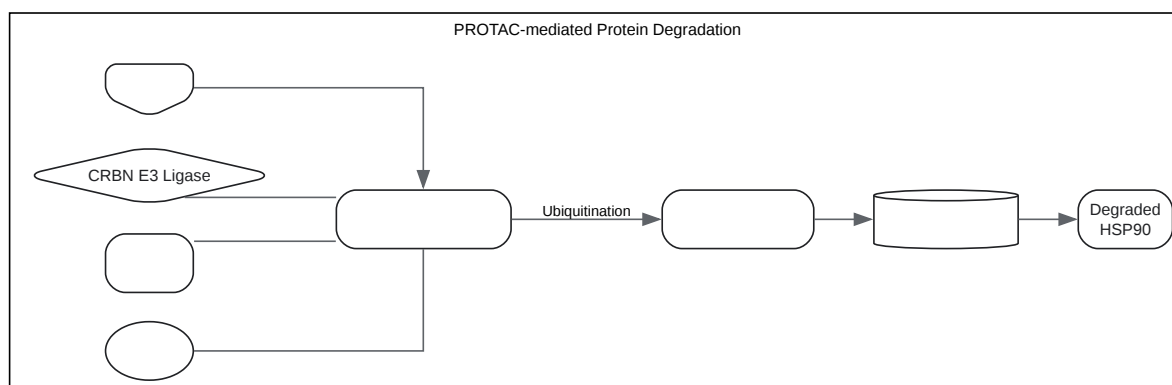 PROTAC-mediated Protein Degradation
CRBN E3 Ligase
Ubiquitination
Degraded
HSP90